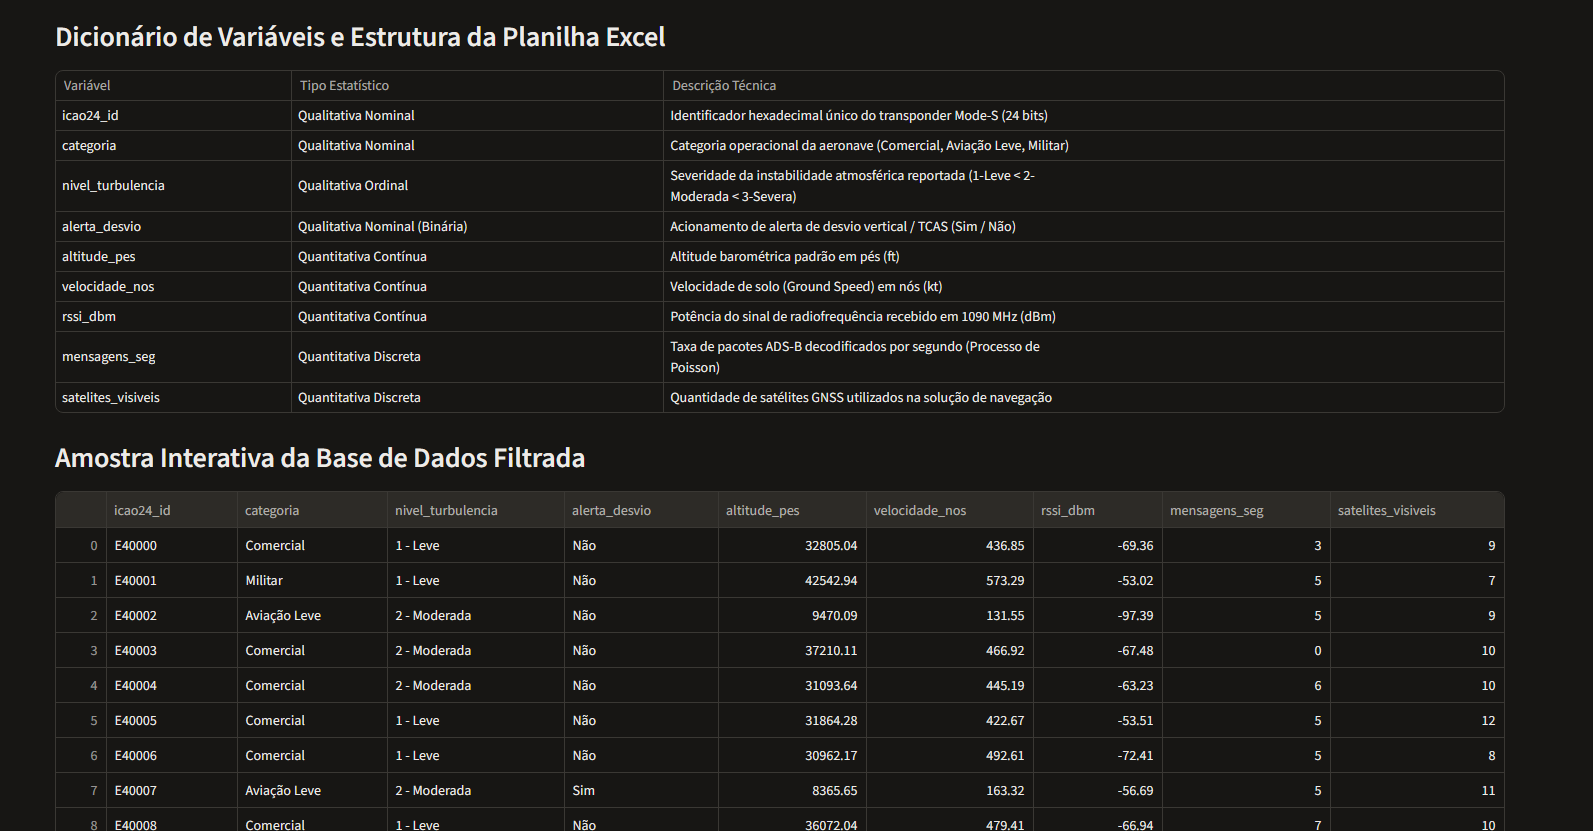 Dicionário de Variáveis e Estrutura da Planilha Excel
Variável Tipo Estatístico Descrição Técnica
icao24_id Qualitativa Nominal Identificador hexadecimal único do transponder Mode-S (24 bits)
categoria Qualitativa Nominal Categoria operacional da aeronave (Comercial, Aviação Leve, Militar)
nivel_turbulencia Qualitativa Ordinal Severidade da instabilidade atmosférica reportada (1-Leve < 2-
Moderada < 3-Severa)
alerta_desvio Qualitativa Nominal (Binária) Acionamento de alerta de desvio vertical / TCAS (Sim / Não)
altitude_pes Quantitativa Contínua Altitude barométrica padrão em pés (ft)
velocidade_nos Quantitativa Contínua Velocidade de solo (Ground Speed) em nós (kt)
rssi_dbm Quantitativa Contínua Potência do sinal de radiofrequência recebido em 1090 MHz (dBm)
mensagens_seg Quantitativa Discreta Taxa de pacotes ADS-B decodificados por segundo (Processo de
Poisson)
satelites_visiveis Quantitativa Discreta Quantidade de satélites GNSS utilizados na solução de navegação
Amostra Interativa da Base de Dados Filtrada
icao24_id categoria nivel_turbulencia alerta_desvio altitude_pes velocidade_nos rssi_dbm mensagens_seg satelites_visiveis
0 E40000 Comercial 1 - Leve Não 32805.04 436.85 -69.36 3 9
1 E40001 Militar 1 - Leve Não 42542.94 573.29 -53.02 5 7
2 E40002 Aviação Leve 2 - Moderada Não 9470.09 131.55 -97.39 5 9
3 E40003 Comercial 2 - Moderada Não 37210.11 466.92 -67.48 0 10
4 E40004 Comercial 2 - Moderada Não 31093.64 445.19 -63.23 6 10
5 E40005 Comercial 1 - Leve Não 31864.28 422.67 -53.51 5 12
6 E40006 Comercial 1 - Leve Não 30962.17 492.61 -72.41 5 8
7 E40007 Aviação Leve 2 - Moderada Sim 8365.65 163.32 -56.69 5 11
8 E40008 Comercial 1 - Leve Não 36072.04 479.41 -66.94 7 10